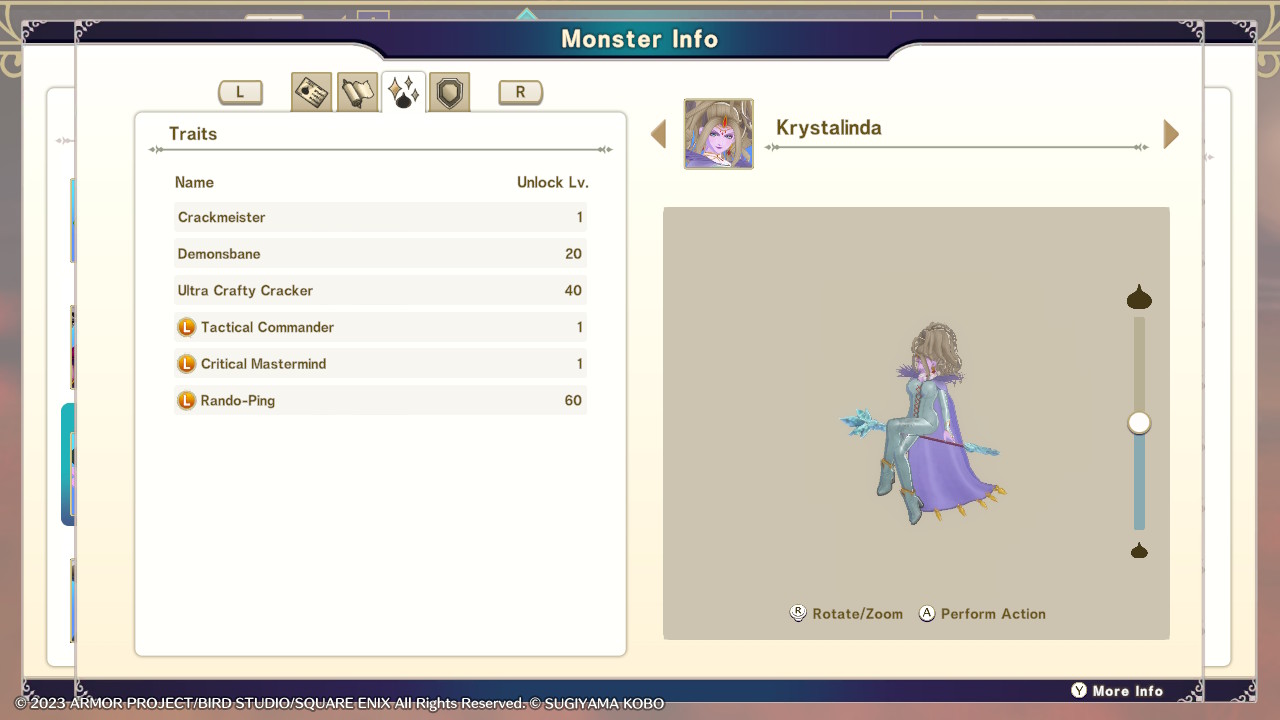 Monster Info
L
R
Traits
Krystalinda
Name Unlock Lv.
Crackmeister 1
Demonsbane 20
Ultra Crafty Cracker 40
L Tactical Commander 1
L Critical Mastermind 1
L Rando-Ping 60
R Rotate/Zoom A Perform Action
Y More Info
© 2023 ARMOR PROJECT/BIRD STUDIO/SQUARE ENIX All Rights Reserved. © SUGIYAMA KOBO